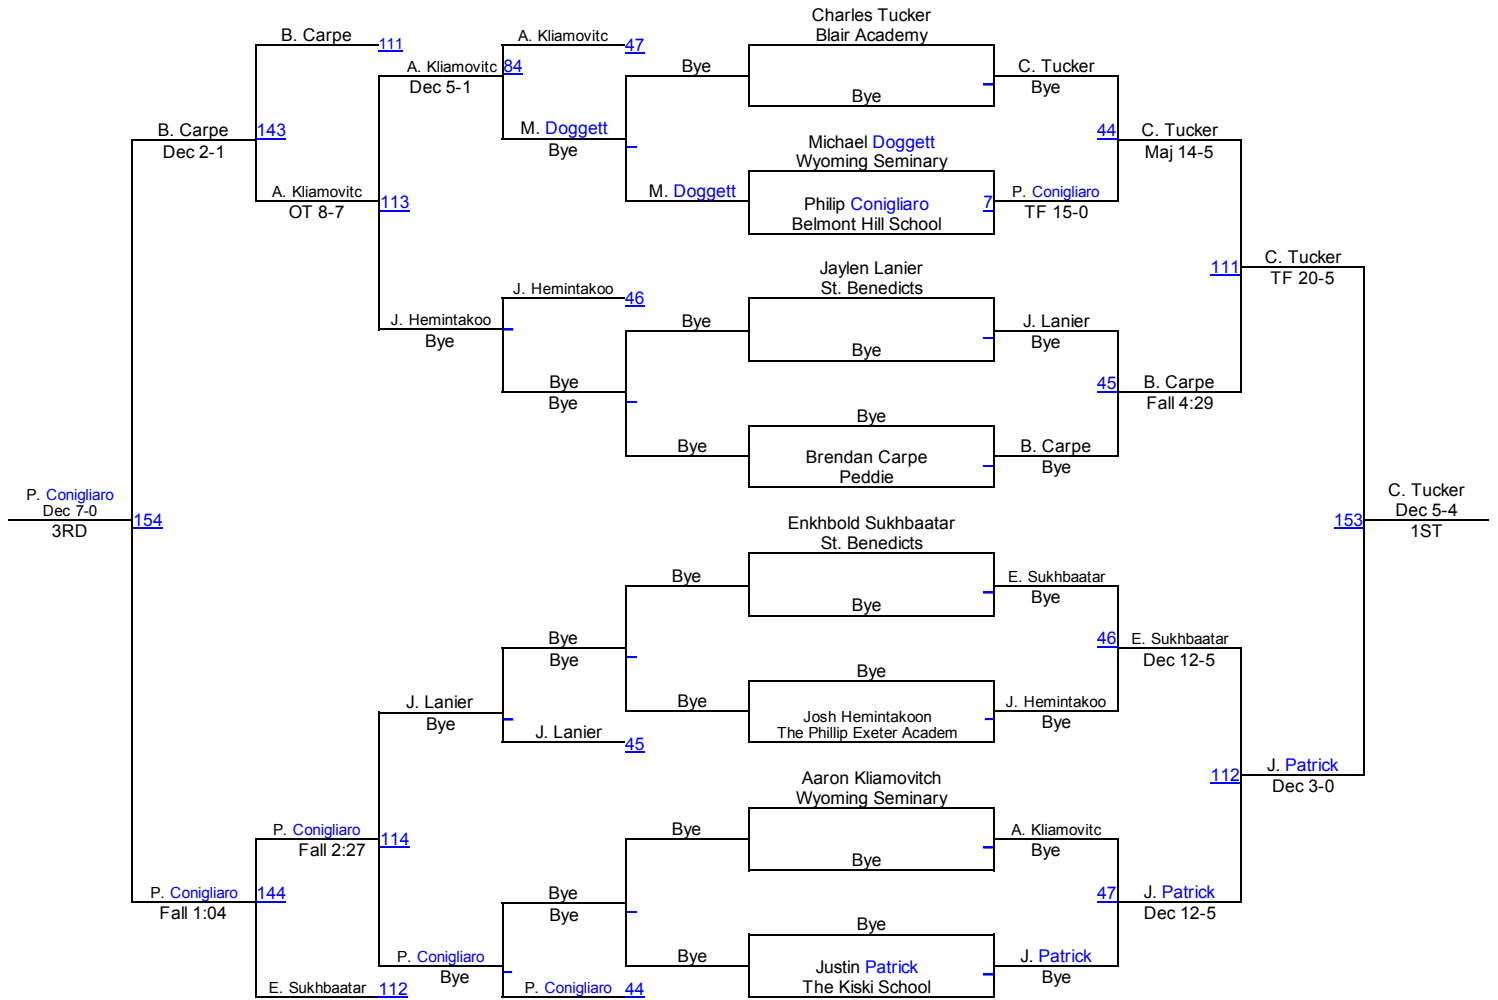 Charles Tucker
Blair Academy
B. Carpe
111
A. Kliamovitc
47
A. Kliamovitc
84
Dec 5-1
Bye
C. Tucker
Bye
Bye
M. Doggett
Bye
B. Carpe
143
Dec 2-1
44
C. Tucker
Maj 14-5
Michael Doggett
Wyoming Seminary
A. Kliamovitc
113
OT 8-7
M. Doggett
Philip Conigliaro
7
Belmont Hill School
P. Conigliaro
TF 15-0
Jaylen Lanier
St. Benedicts
111
C. Tucker
TF 20-5
J. Hemintakoo
46
J. Hemintakoo
Bye
Bye
J. Lanier
Bye
Bye
Bye
Bye
45
B. Carpe
Fall 4:29
Bye
Bye
Brendan Carpe
Peddie
B. Carpe
Bye
P. Conigliaro
Dec 7-0
3RD
154
153
C. Tucker
Dec 5-4
1ST
Enkhbold Sukhbaatar
St. Benedicts
Bye
E. Sukhbaatar
Bye
Bye
Bye
Bye
46
E. Sukhbaatar
Dec 12-5
Bye
J. Lanier
Bye
Bye
Josh Hemintakoon
The Phillip Exeter Academ
J. Hemintakoo
Bye
J. Lanier
45
Aaron Kliamovitch
Wyoming Seminary
112
J. Patrick
Dec 3-0
P. Conigliaro
114
Fall 2:27
Bye
A. Kliamovitc
Bye
Bye
P. Conigliaro
144
Fall 1:04
Bye
Bye
47
J. Patrick
Dec 12-5
Bye
P. Conigliaro
Bye
Bye
Justin Patrick
The Kiski School
J. Patrick
Bye
E. Sukhbaatar
112
P. Conigliaro
44